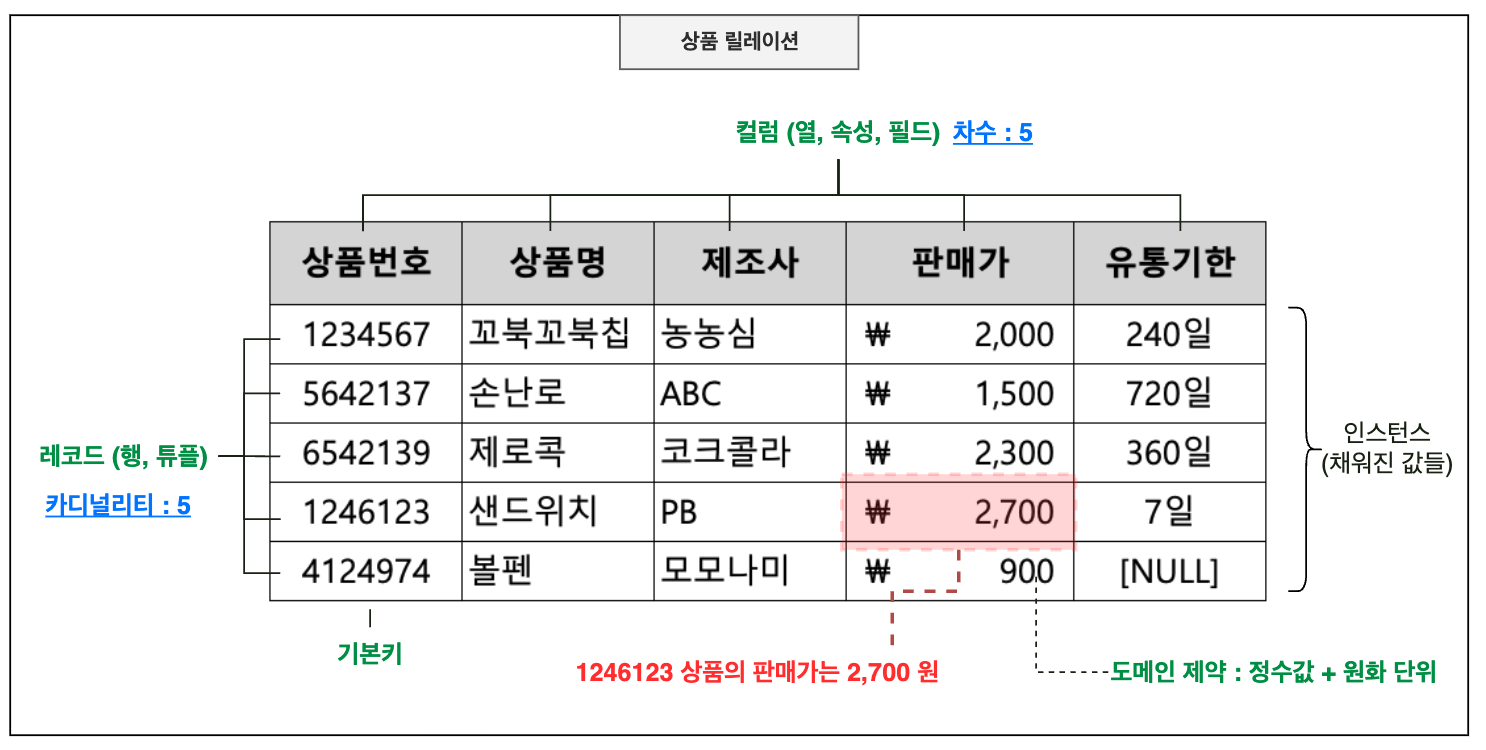 상품 릴레이션
컬럼 (열, 속성, 필드) 차수 : 5
상품번호 상품명 제조사 판매가 유통기한
1234567 꼬북꼬북칩 농농심 ₩ 2,000 240일
5642137 손난로 ABC ₩ 1,500 720일
6542139 제로콕 코크콜라 ₩ 2,300 360일
1246123 샌드위치 PB ₩ 2,700 7일
4124974 볼펜 모모나미 ₩ 900 [NULL]
레코드 (행, 튜플)
카디널리티 : 5
인스턴스
(채워진 값들)
기본키
1246123 상품의 판매가는 2,700 원
도메인 제약 : 정수값 + 원화 단위